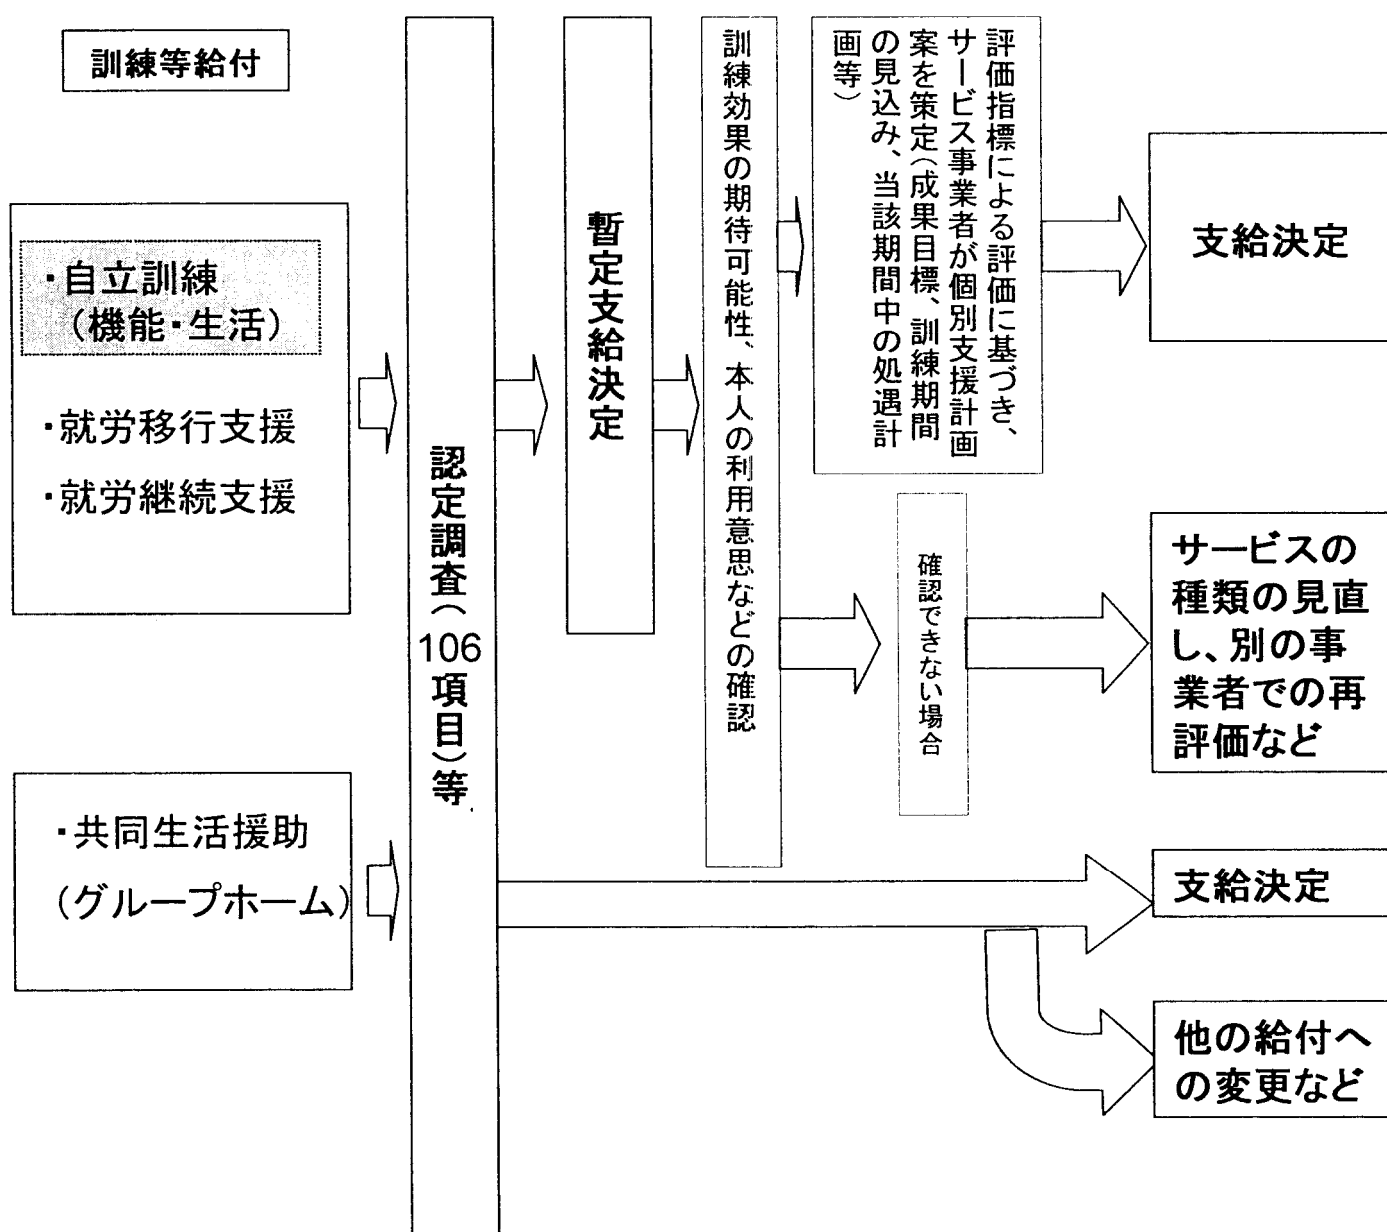 訓練等給付
・自立訓練
(機能・生活)
・就労移行支援
・就労継続支援
・共同生活援助
(グループホーム)
認定調査(106項目)等
暫定支給決定
訓練効果の期待可能性、本人の利用意思などの確認
評価指標による評価に基づき、
サービス事業者が個別支援計画
案を策定(成果目標、訓練期間
の見込み、当該期間中の処遇計
画等)
支給決定
確認できない場合
サービスの
種類の見直
し、別の事
業者での再
評価など
支給決定
他の給付へ
の変更など